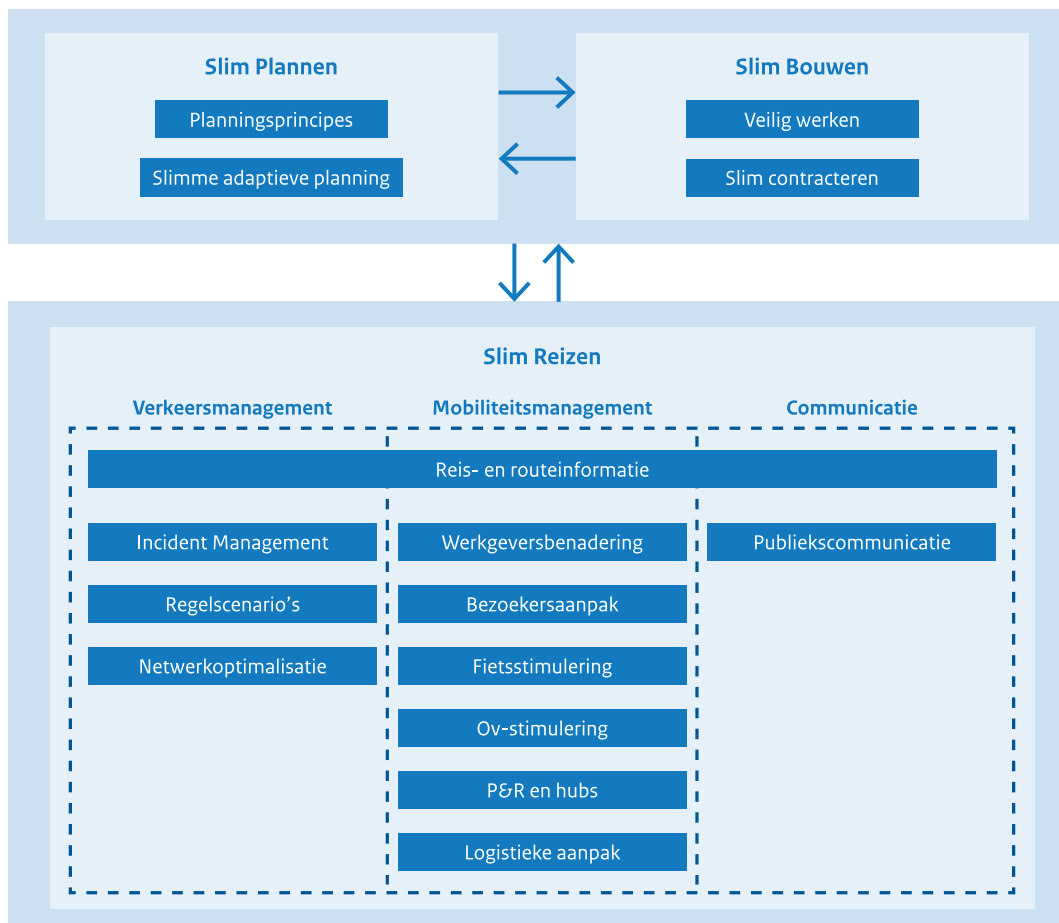 Slim Plannen
Planningsprincipes
Slimme adaptieve planning
Slim Bouwen
Veilig werken
Slim contracteren
Slim Reizen
Verkeersmanagement
Mobiliteitsmanagement
Communicatie
Reis- en routeinformatie
Incident Management
Regelscenario’s
Netwerkoptimalisatie
Werkgeversbenadering
Bezoekersaanpak
Fietsstimulering
Ov-stimulering
P&R en hubs
Logistieke aanpak
Publiekscommunicatie